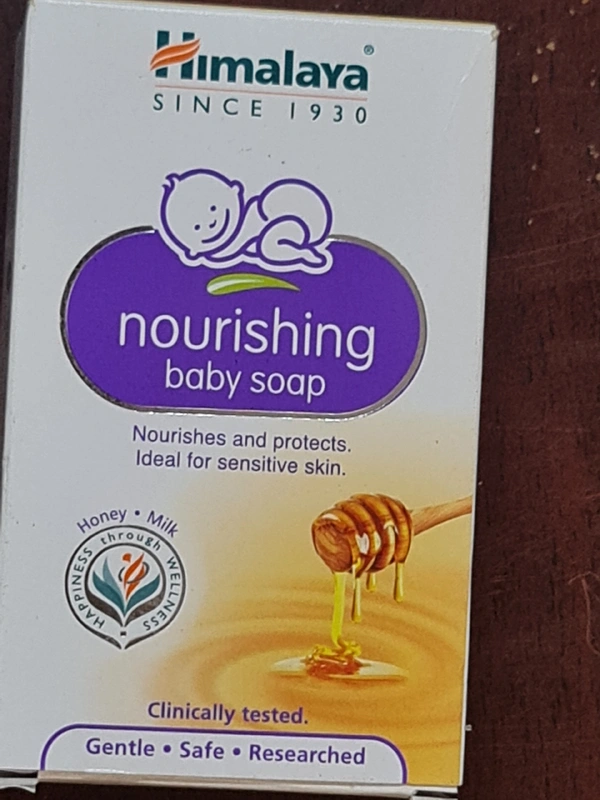 Himalaya®
SINCE 1930
nourishing
baby soap
Nourishes and protects.
Ideal for sensitive skin.
Honey • Milk
HAPPINESS through WELLNESS
Clinically tested.
Gentle • Safe • Researched